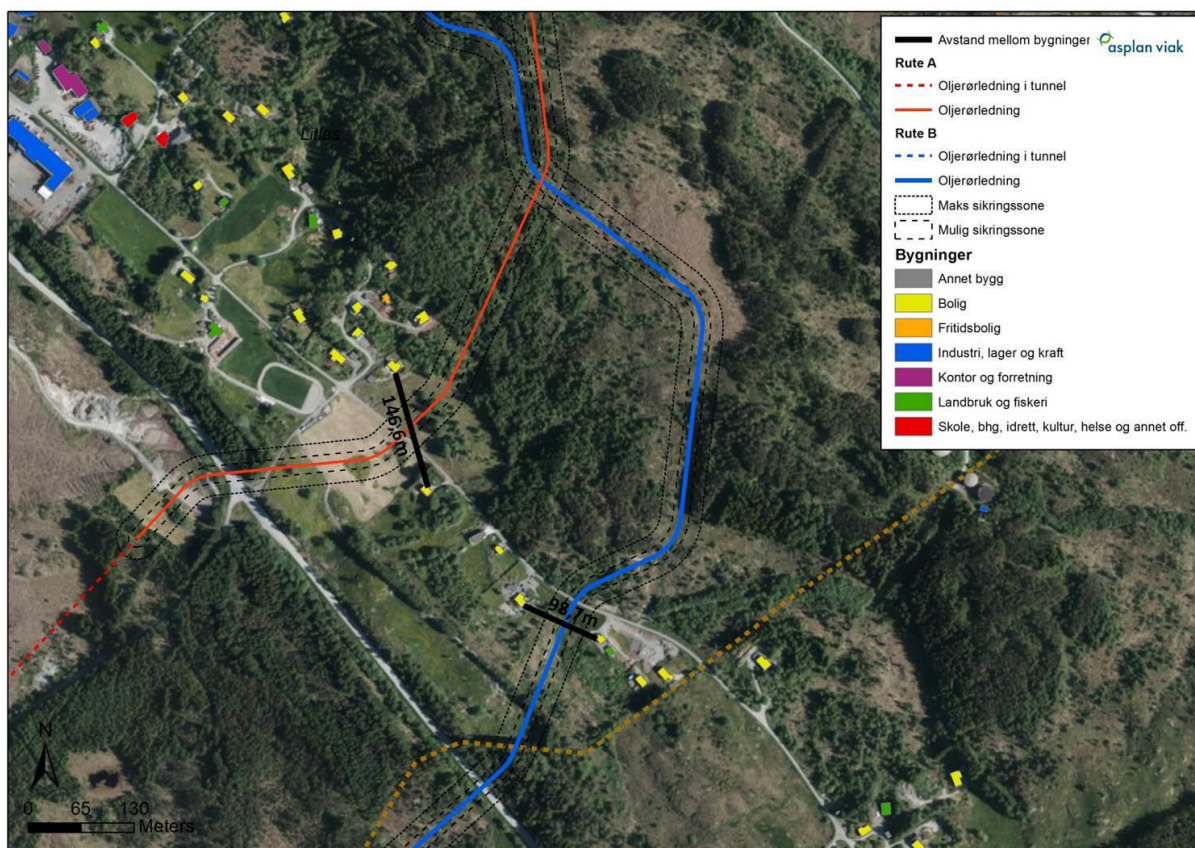 Avstand mellom bygninger
asplan viak
Rute A
Oljerørledning i tunnel
Oljerørledning
Rute B
Oljerørledning i tunnel
Oljerørledning
Maks sikringssone
Mulig sikringssone
Bygninger
Annet bygg
Bolig
Fritidsbolig
Industri, lager og kraft
Kontor og forretning
Landbruk og fiskeri
Skole, bhg, idrett, kultur, helse og annet off.
Litlås
146,6m
98,7m
N
0 65 130
Meters